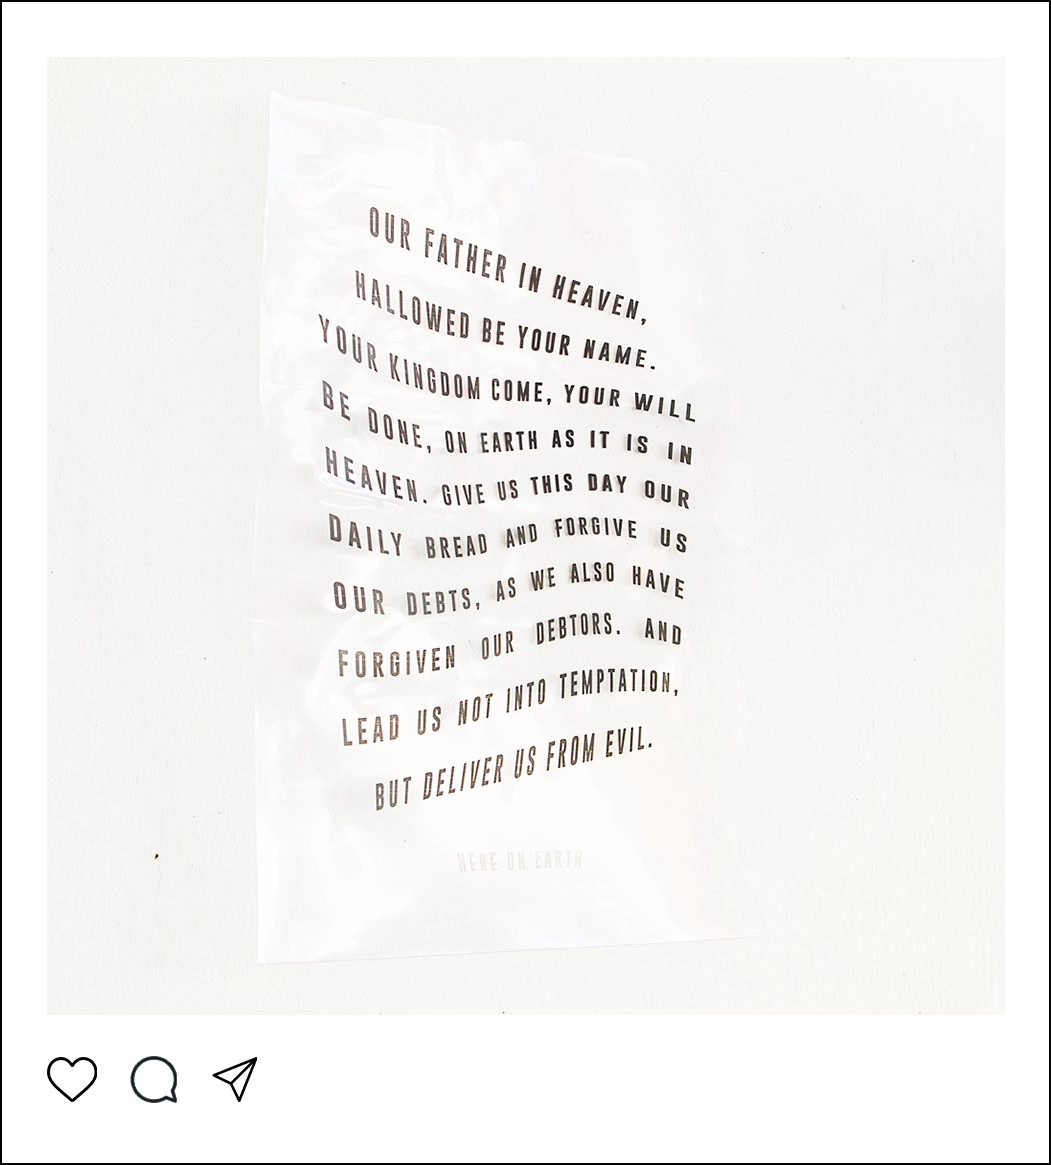 OUR FATHER IN HEAVEN,
HALLOWED BE YOUR NAME.
YOUR KINGDOM COME, YOUR WILL
BE DONE, ON EARTH AS IT IS IN
HEAVEN. GIVE US THIS DAY OUR
DAILY BREAD AND FORGIVE US
OUR DEBTS, AS WE ALSO HAVE
FORGIVEN OUR DEBTORS. AND
LEAD US NOT INTO TEMPTATION,
BUT DELIVER US FROM EVIL.
HERE ON EARTH